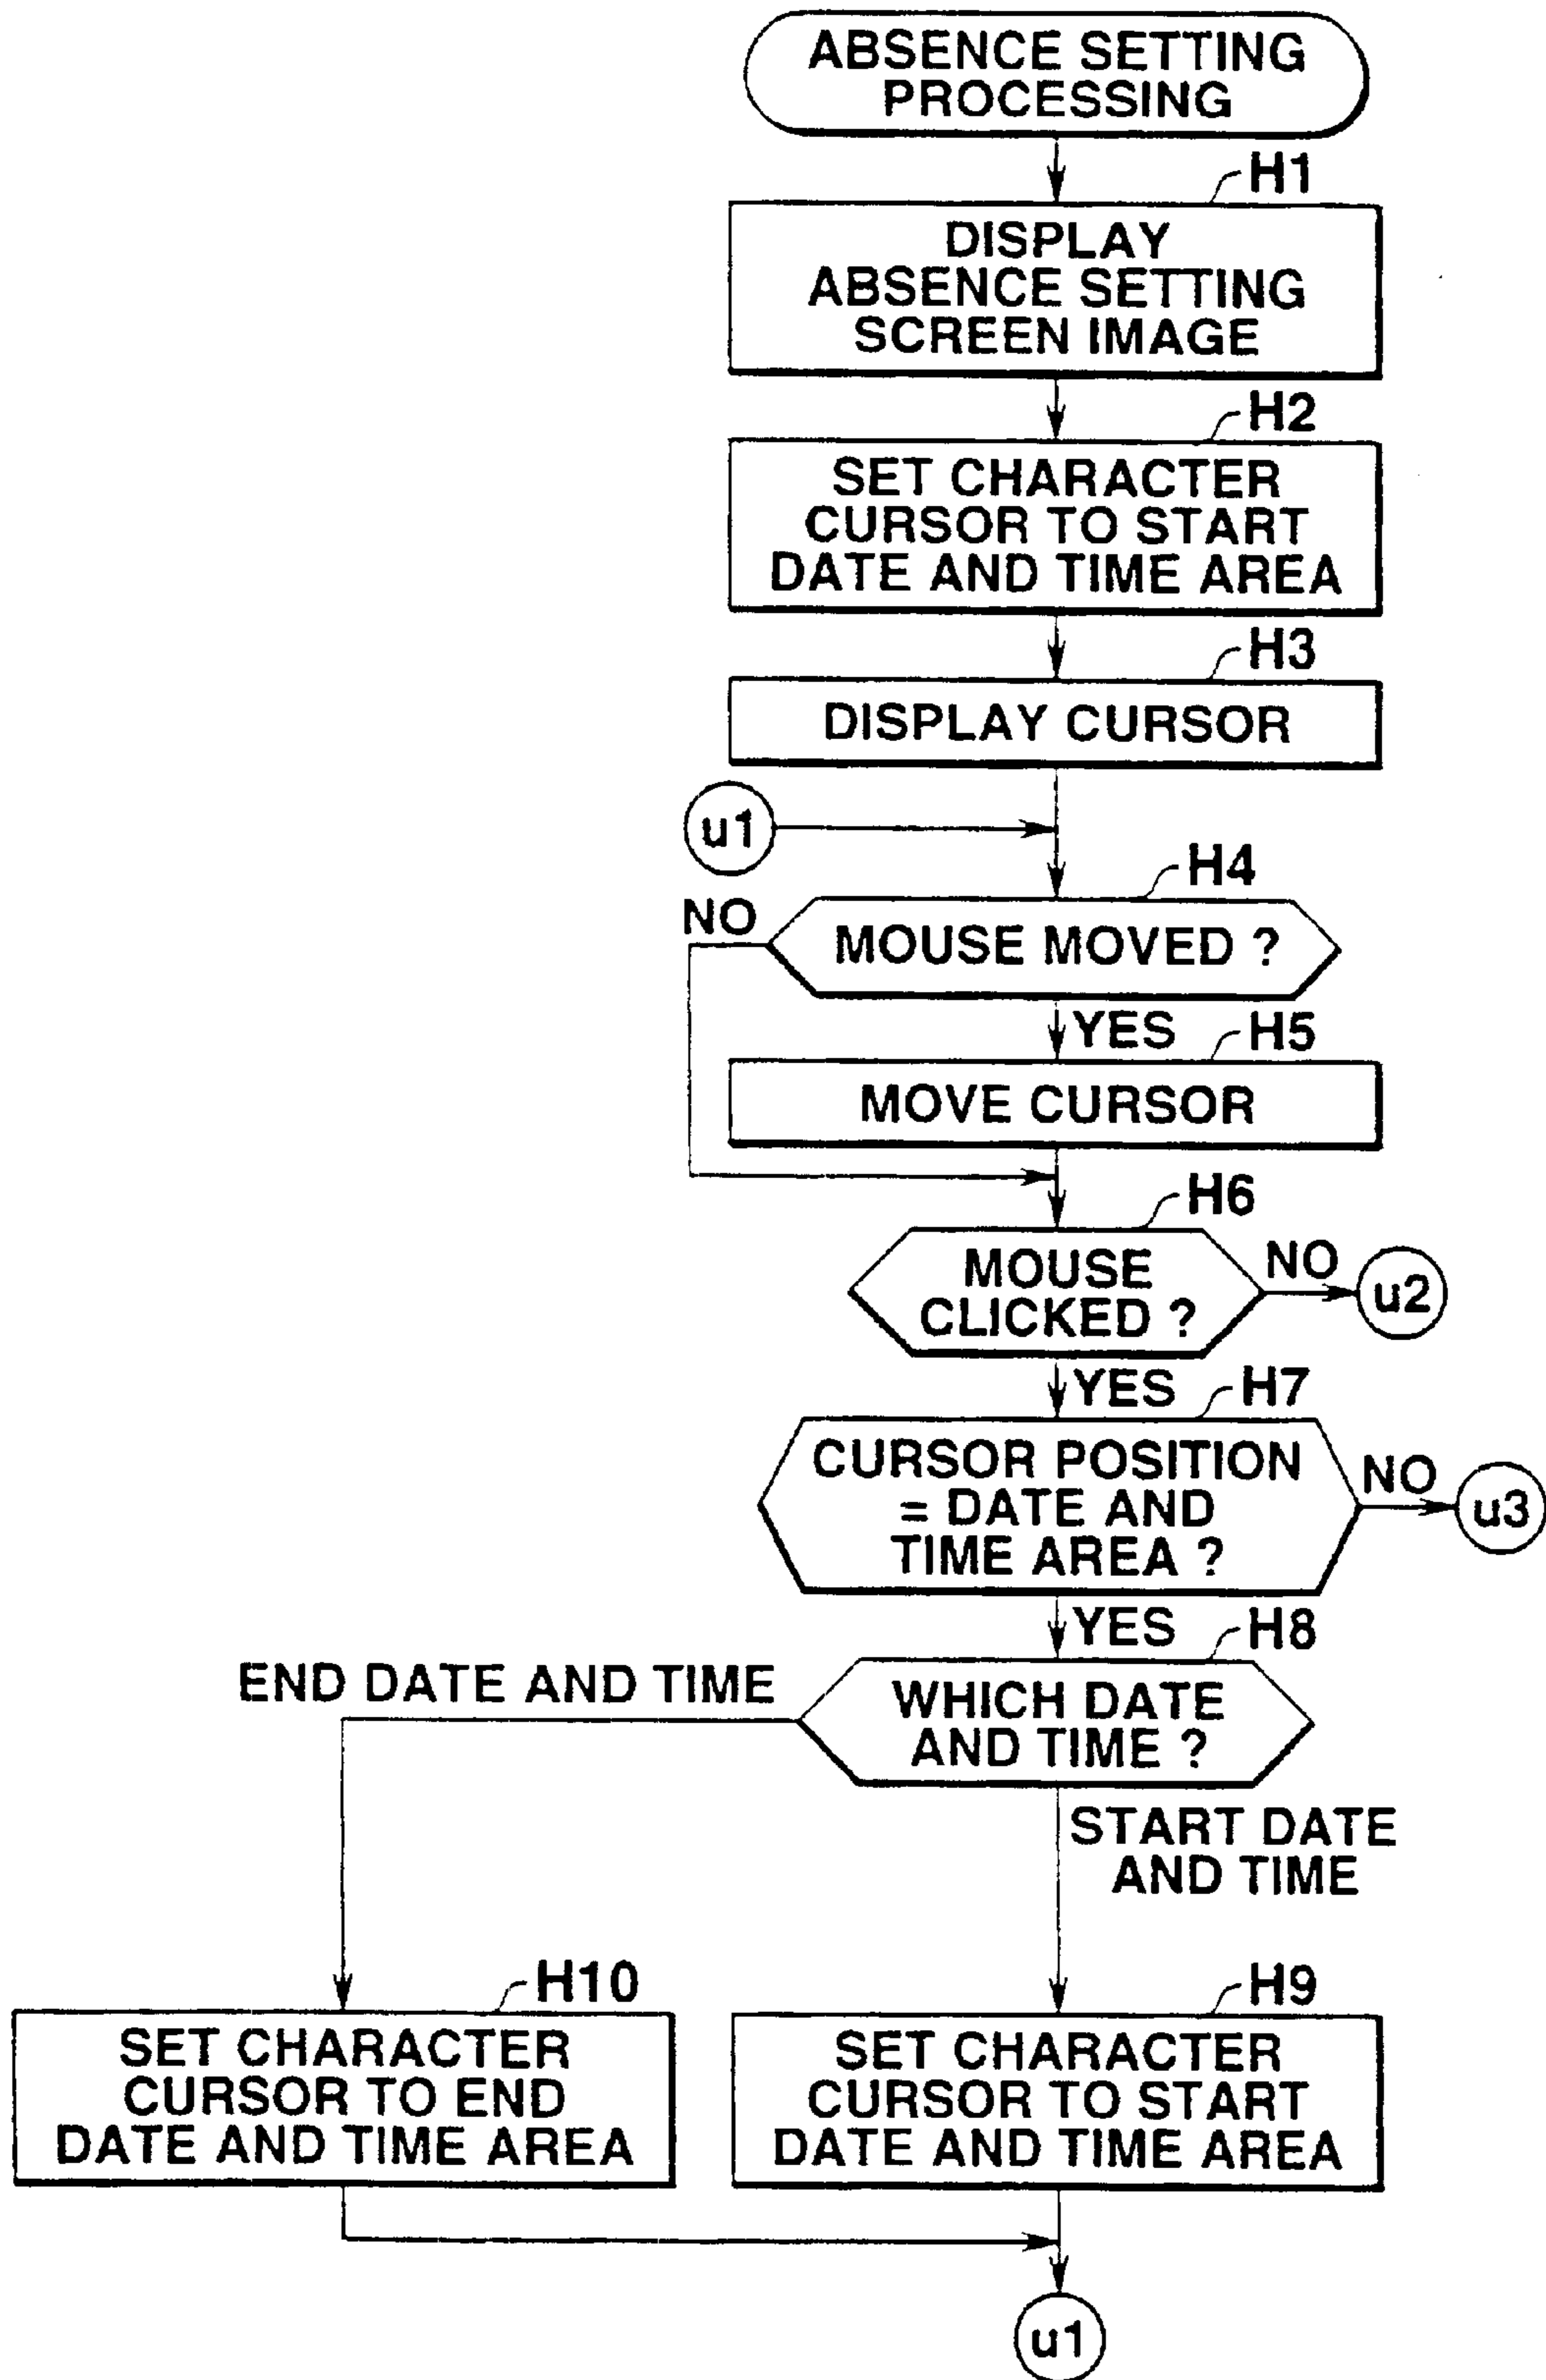 ABSENCE SETTING
PROCESSING
H1
DISPLAY
ABSENCE SETTING
SCREEN IMAGE
H2
SET CHARACTER
CURSOR TO START
DATE AND TIME AREA
H3
DISPLAY CURSOR
u1
H4
NO
MOUSE MOVED ?
YES
H5
MOVE CURSOR
H6
MOUSE
CLICKED ?
NO
u2
YES
H7
CURSOR POSITION
= DATE AND
TIME AREA ?
NO
u3
YES
H8
END DATE AND TIME
WHICH DATE
AND TIME ?
START DATE
AND TIME
H10
SET CHARACTER
CURSOR TO END
DATE AND TIME AREA
H9
SET CHARACTER
CURSOR TO START
DATE AND TIME AREA
u1